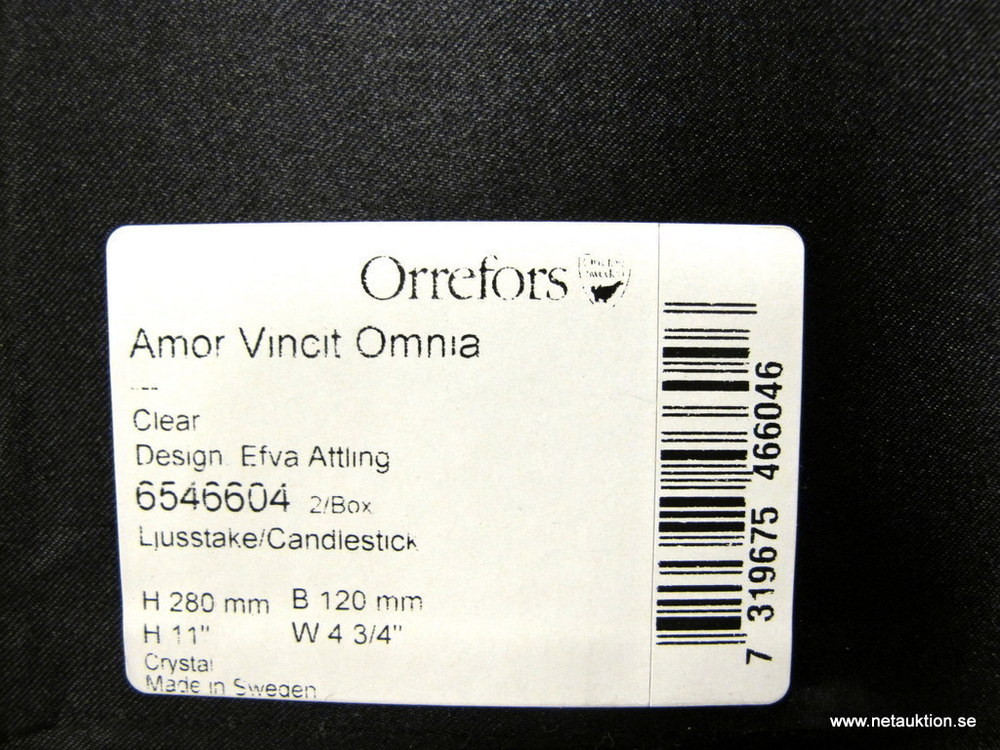 Orrefors
Amor Vincit Omnia
---
Clear
Design Efva Attling
6546604 2/Box
Ljusstake/Candlestick
H 280 mm B 120 mm
H 11" W 4 3/4"
Crystal
Made in Sweden
7 319675 466046
www.netauktion.se